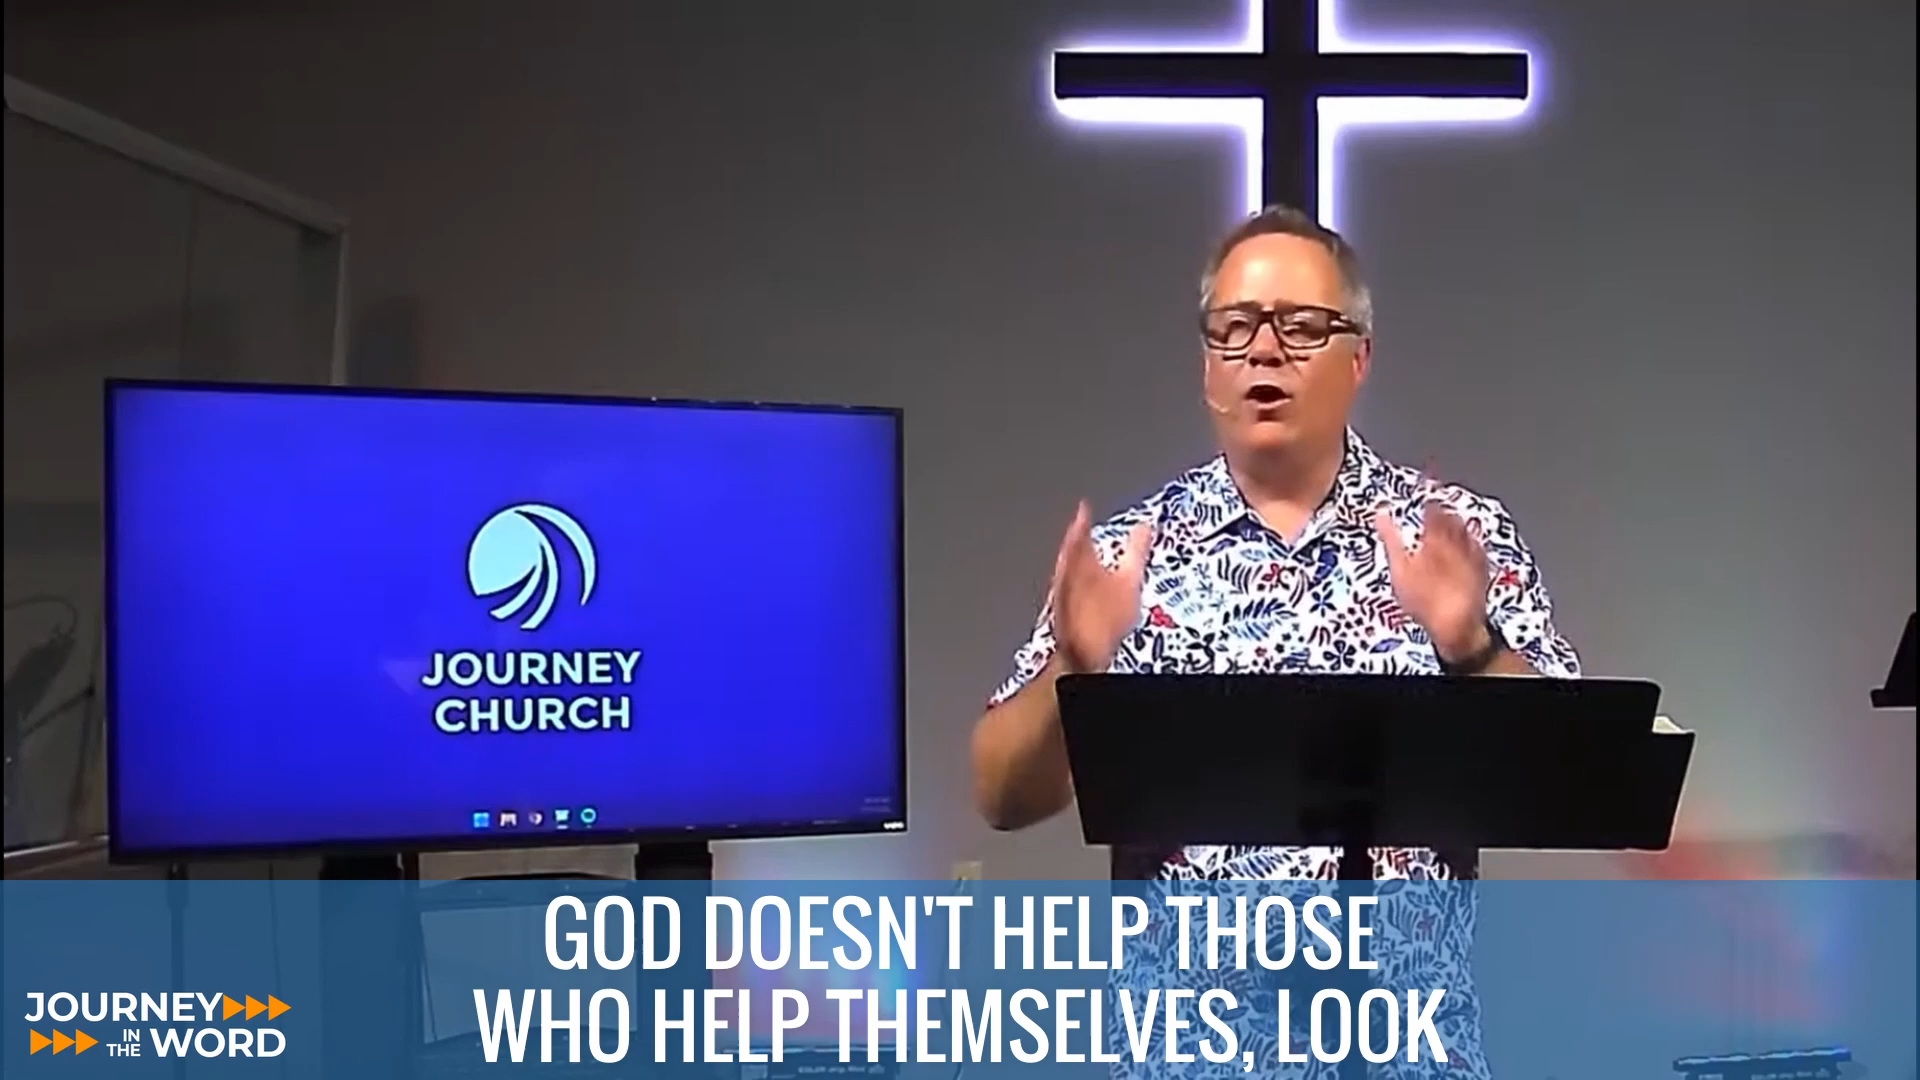 JOURNEY
CHURCH
GOD DOESN'T HELP THOSE
WHO HELP THEMSELVES, LOOK
JOURNEY
IN THE WORD